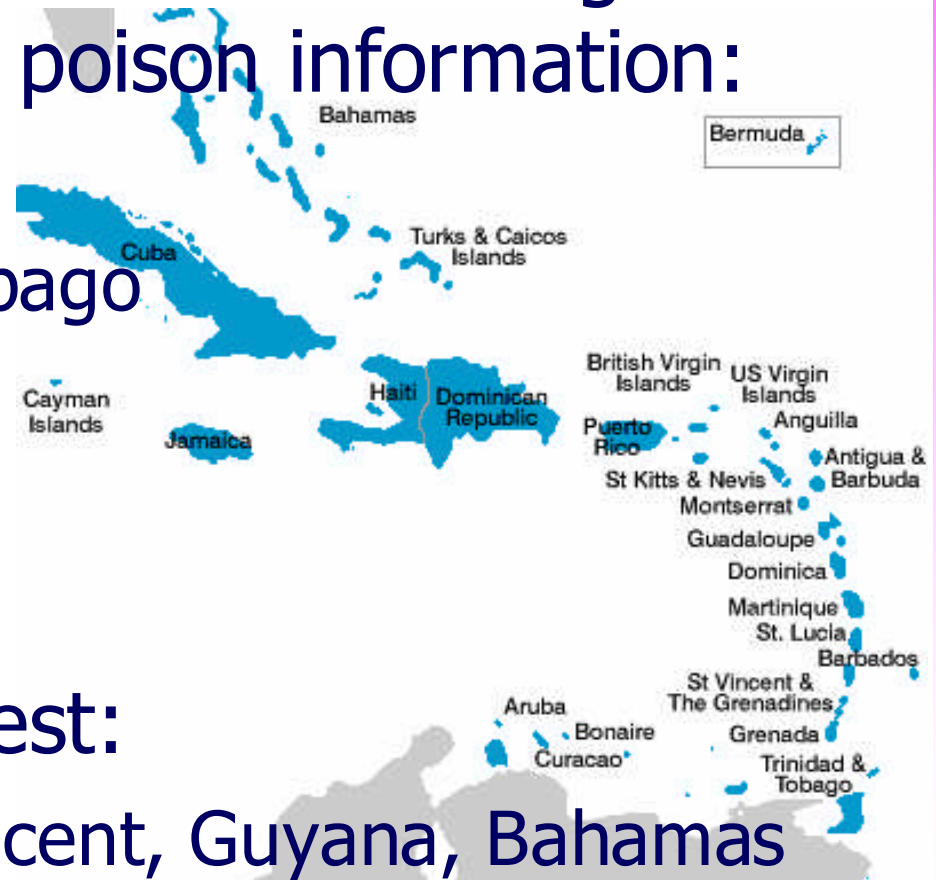 poison information:
Bahamas
Bermuda
Turks & Caicos
Islands
Cuba
bago
British Virgin
Islands
US Virgin
Islands
Cayman
Islands
Haiti
Dominican
Republic
Anguilla
Puerto
Rico
Jamaica
Antigua &
Barbuda
St Kitts & Nevis
Montserrat
Guadaloupe
Dominica
Martinique
St. Lucia
Barbados
St Vincent &
The Grenadines
est:
Aruba
Bonaire
Curacao
Grenada
Trinidad &
Tobago
cent, Guyana, Bahamas